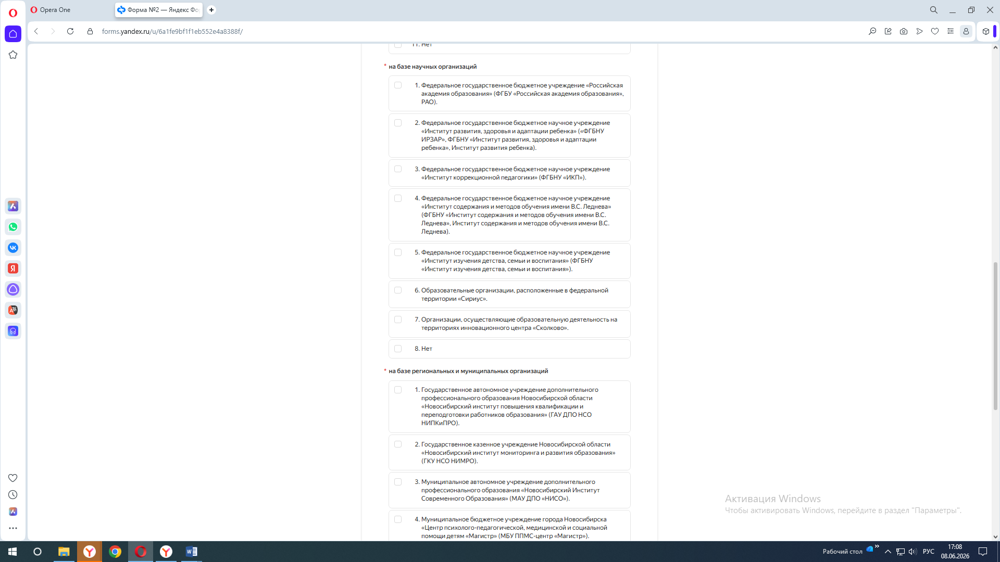 Opera One
Форма №2 — Яндекс Фо
forms.yandex.ru/u/6a1fe9bf1f1eb552e4a8388f/
11. Нет
* на базе научных организаций
1. Федеральное государственное бюджетное учреждение «Российская
академия образования» (ФГБУ «Российская академия образования»,
РАО).
2. Федеральное государственное бюджетное научное учреждение
«Институт развития, здоровья и адаптации ребенка» («ФГБНУ
ИРЗАР», ФГБНУ «Институт развития, здоровья и адаптации
ребенка», Институт развития ребенка).
3. Федеральное государственное бюджетное научное учреждение
«Институт коррекционной педагогики» (ФГБНУ «ИКП»).
4. Федеральное государственное бюджетное научное учреждение
«Институт содержания и методов обучения имени В.С. Леднева»
(ФГБНУ «Институт содержания и методов обучения имени В.С.
Леднева», Институт содержания и методов обучения имени В.С.
Леднева).
5. Федеральное государственное бюджетное научное учреждение
«Институт изучения детства, семьи и воспитания» (ФГБНУ
«Институт изучения детства, семьи и воспитания»).
6. Образовательные организации, расположенные в федеральной
территории «Сириус».
7. Организации, осуществляющие образовательную деятельность на
территориях инновационного центра «Сколково».
8. Нет
* на базе региональных и муниципальных организаций
1. Государственное автономное учреждение дополнительного
профессионального образования Новосибирской области
«Новосибирский институт повышения квалификации и
переподготовки работников образования» (ГАУ ДПО НСО
НИПКиПРО).
2. Государственное казенное учреждение Новосибирской области
«Новосибирский институт мониторинга и развития образования»
(ГКУ НСО НИМРО).
3. Муниципальное автономное учреждение дополнительного
профессионального образования «Новосибирский Институт
Современного Образования» (МАУ ДПО «НИСО»).
4. Муниципальное бюджетное учреждение города Новосибирска
«Центр психолого-педагогической, медицинской и социальной
помощи детям «Магистр» (МБУ ППМС-центр «Магистр»).
Активация Windows
Чтобы активировать Windows, перейдите в раздел "Параметры".
Рабочий стол
РУС
17:08
08.06.2026